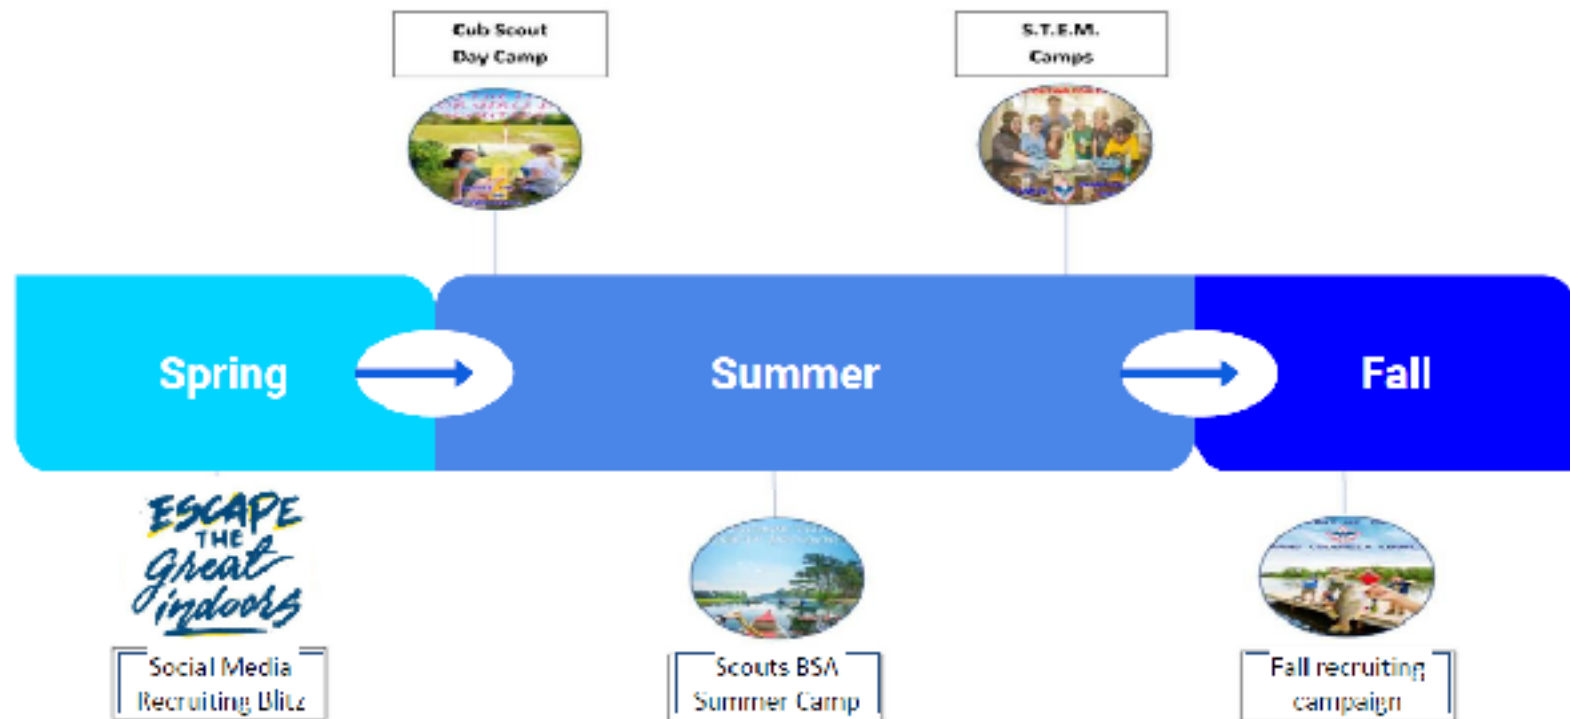 Cub Scout
Day Camp
S.T.E.M.
Camps
Spring
Summer
Fall
ESCAPE
THE
Great
indoors
Social Media
Recruiting Blitz
Scouts BSA
Summer Camp
Fall recruiting
campaign